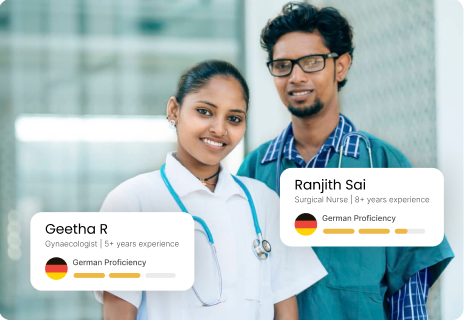 Ranjith Sai
Surgical Nurse | 8+ years experience
German Proficiency
Geetha R
Gynaecologist | 5+ years experience
German Proficiency